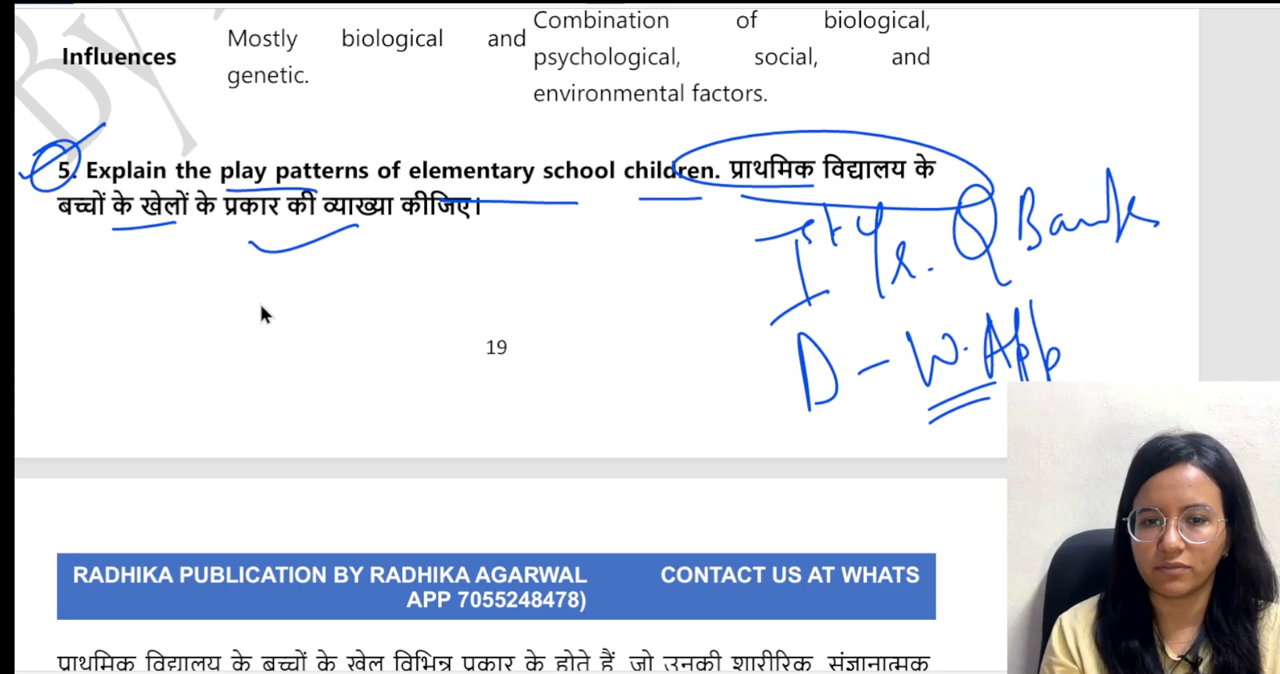 Combination of biological,
Mostly biological and
Influences
psychological, social, and
genetic.
environmental factors.
5. Explain the play patterns of elementary school children. प्राथमिक विद्यालय के
बच्चों के खेलों के प्रकार की व्याख्या कीजिए।
Ist Yr. Q Bank
D - W. App
19
RADHIKA PUBLICATION BY RADHIKA AGARWAL CONTACT US AT WHATS
APP 7055248478)
प्राथमिक विद्यालय के बच्चों के खेल विभिन्न प्रकार के होते हैं, जो उनकी शारीरिक, संज्ञानात्मक
By